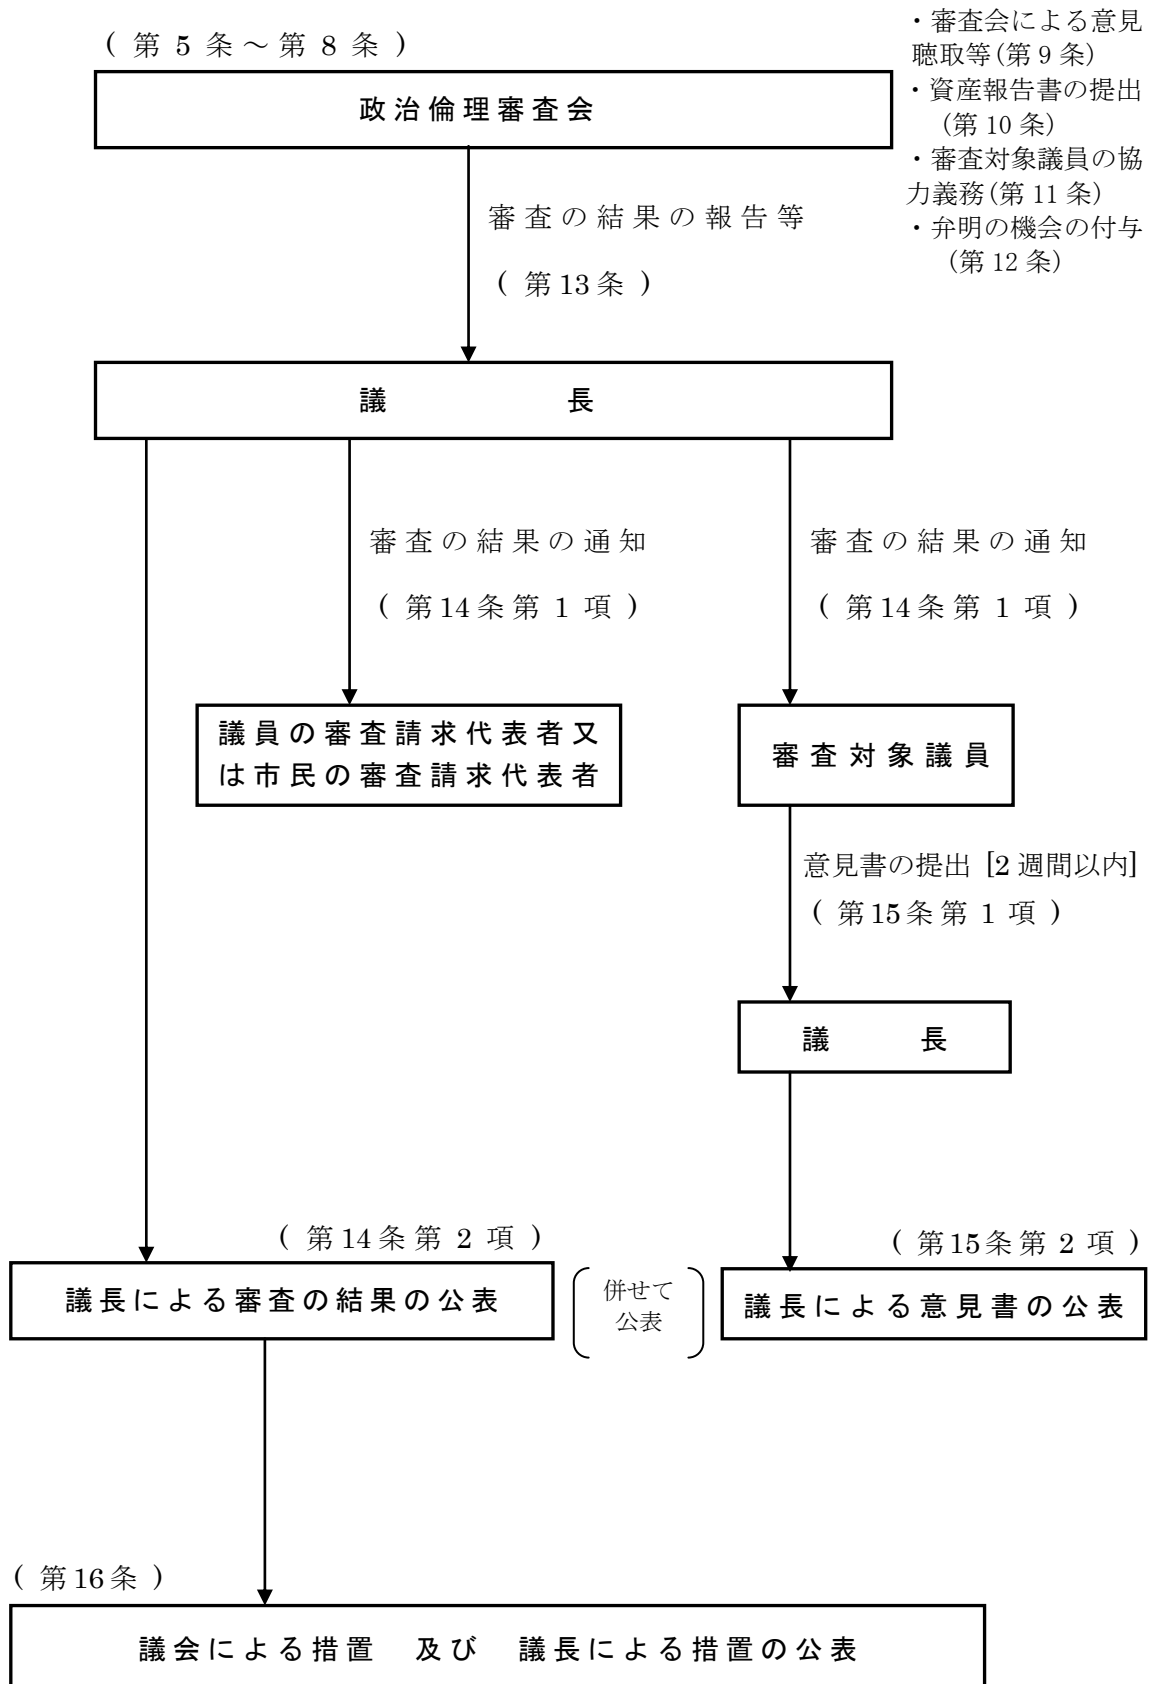 (第5条～第8条)
・審査会による意見
聴取等(第9条)
・資産報告書の提出
(第10条)
・審査対象議員の協
力義務(第11条)
・弁明の機会の付与
(第12条)
政治倫理審査会
審査の結果の報告等
(第13条)
議　長
審査の結果の通知
(第14条第1項)
審査の結果の通知
(第14条第1項)
議員の審査請求代表者又
は市民の審査請求代表者
審査対象議員
意見書の提出 [2週間以内]
(第15条第1項)
議　長
(第14条第2項)
(第15条第2項)
議長による審査の結果の公表
併せて
公表
議長による意見書の公表
(第16条)
議会による措置　及び　議長による措置の公表